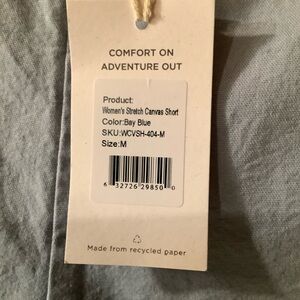 COMFORT ON
ADVENTURE OUT
Product:
Women's Stretch Canvas Short
Color:Bay Blue
SKU:WCVSH-404-M
Size:M
6 32726 29850 0
Made from recycled paper